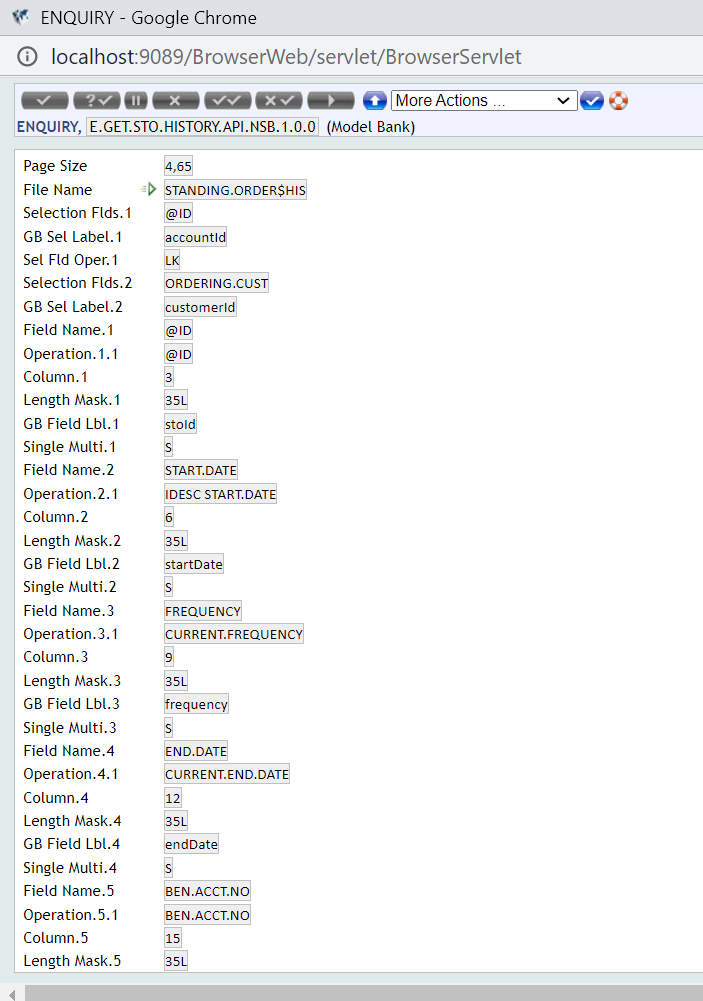 ENQUIRY - Google Chrome
localhost:9089/BrowserWeb/servlet/BrowserServlet
More Actions ...
ENQUIRY, E.GET.STO.HISTORY.API.NSB.1.0.0 (Model Bank)
Page Size 4,65
File Name STANDING.ORDER$HIS
Selection Flds.1 @ID
GB Sel Label.1 accountId
Sel Fld Oper.1 LK
Selection Flds.2 ORDERING.CUST
GB Sel Label.2 customerId
Field Name.1 @ID
Operation.1.1 @ID
Column.1 3
Length Mask.1 35L
GB Field Lbl.1 stoId
Single Multi.1 S
Field Name.2 START.DATE
Operation.2.1 IDESC START.DATE
Column.2 6
Length Mask.2 35L
GB Field Lbl.2 startDate
Single Multi.2 S
Field Name.3 FREQUENCY
Operation.3.1 CURRENT.FREQUENCY
Column.3 9
Length Mask.3 35L
GB Field Lbl.3 frequency
Single Multi.3 S
Field Name.4 END.DATE
Operation.4.1 CURRENT.END.DATE
Column.4 12
Length Mask.4 35L
GB Field Lbl.4 endDate
Single Multi.4 S
Field Name.5 BEN.ACCT.NO
Operation.5.1 BEN.ACCT.NO
Column.5 15
Length Mask.5 35L